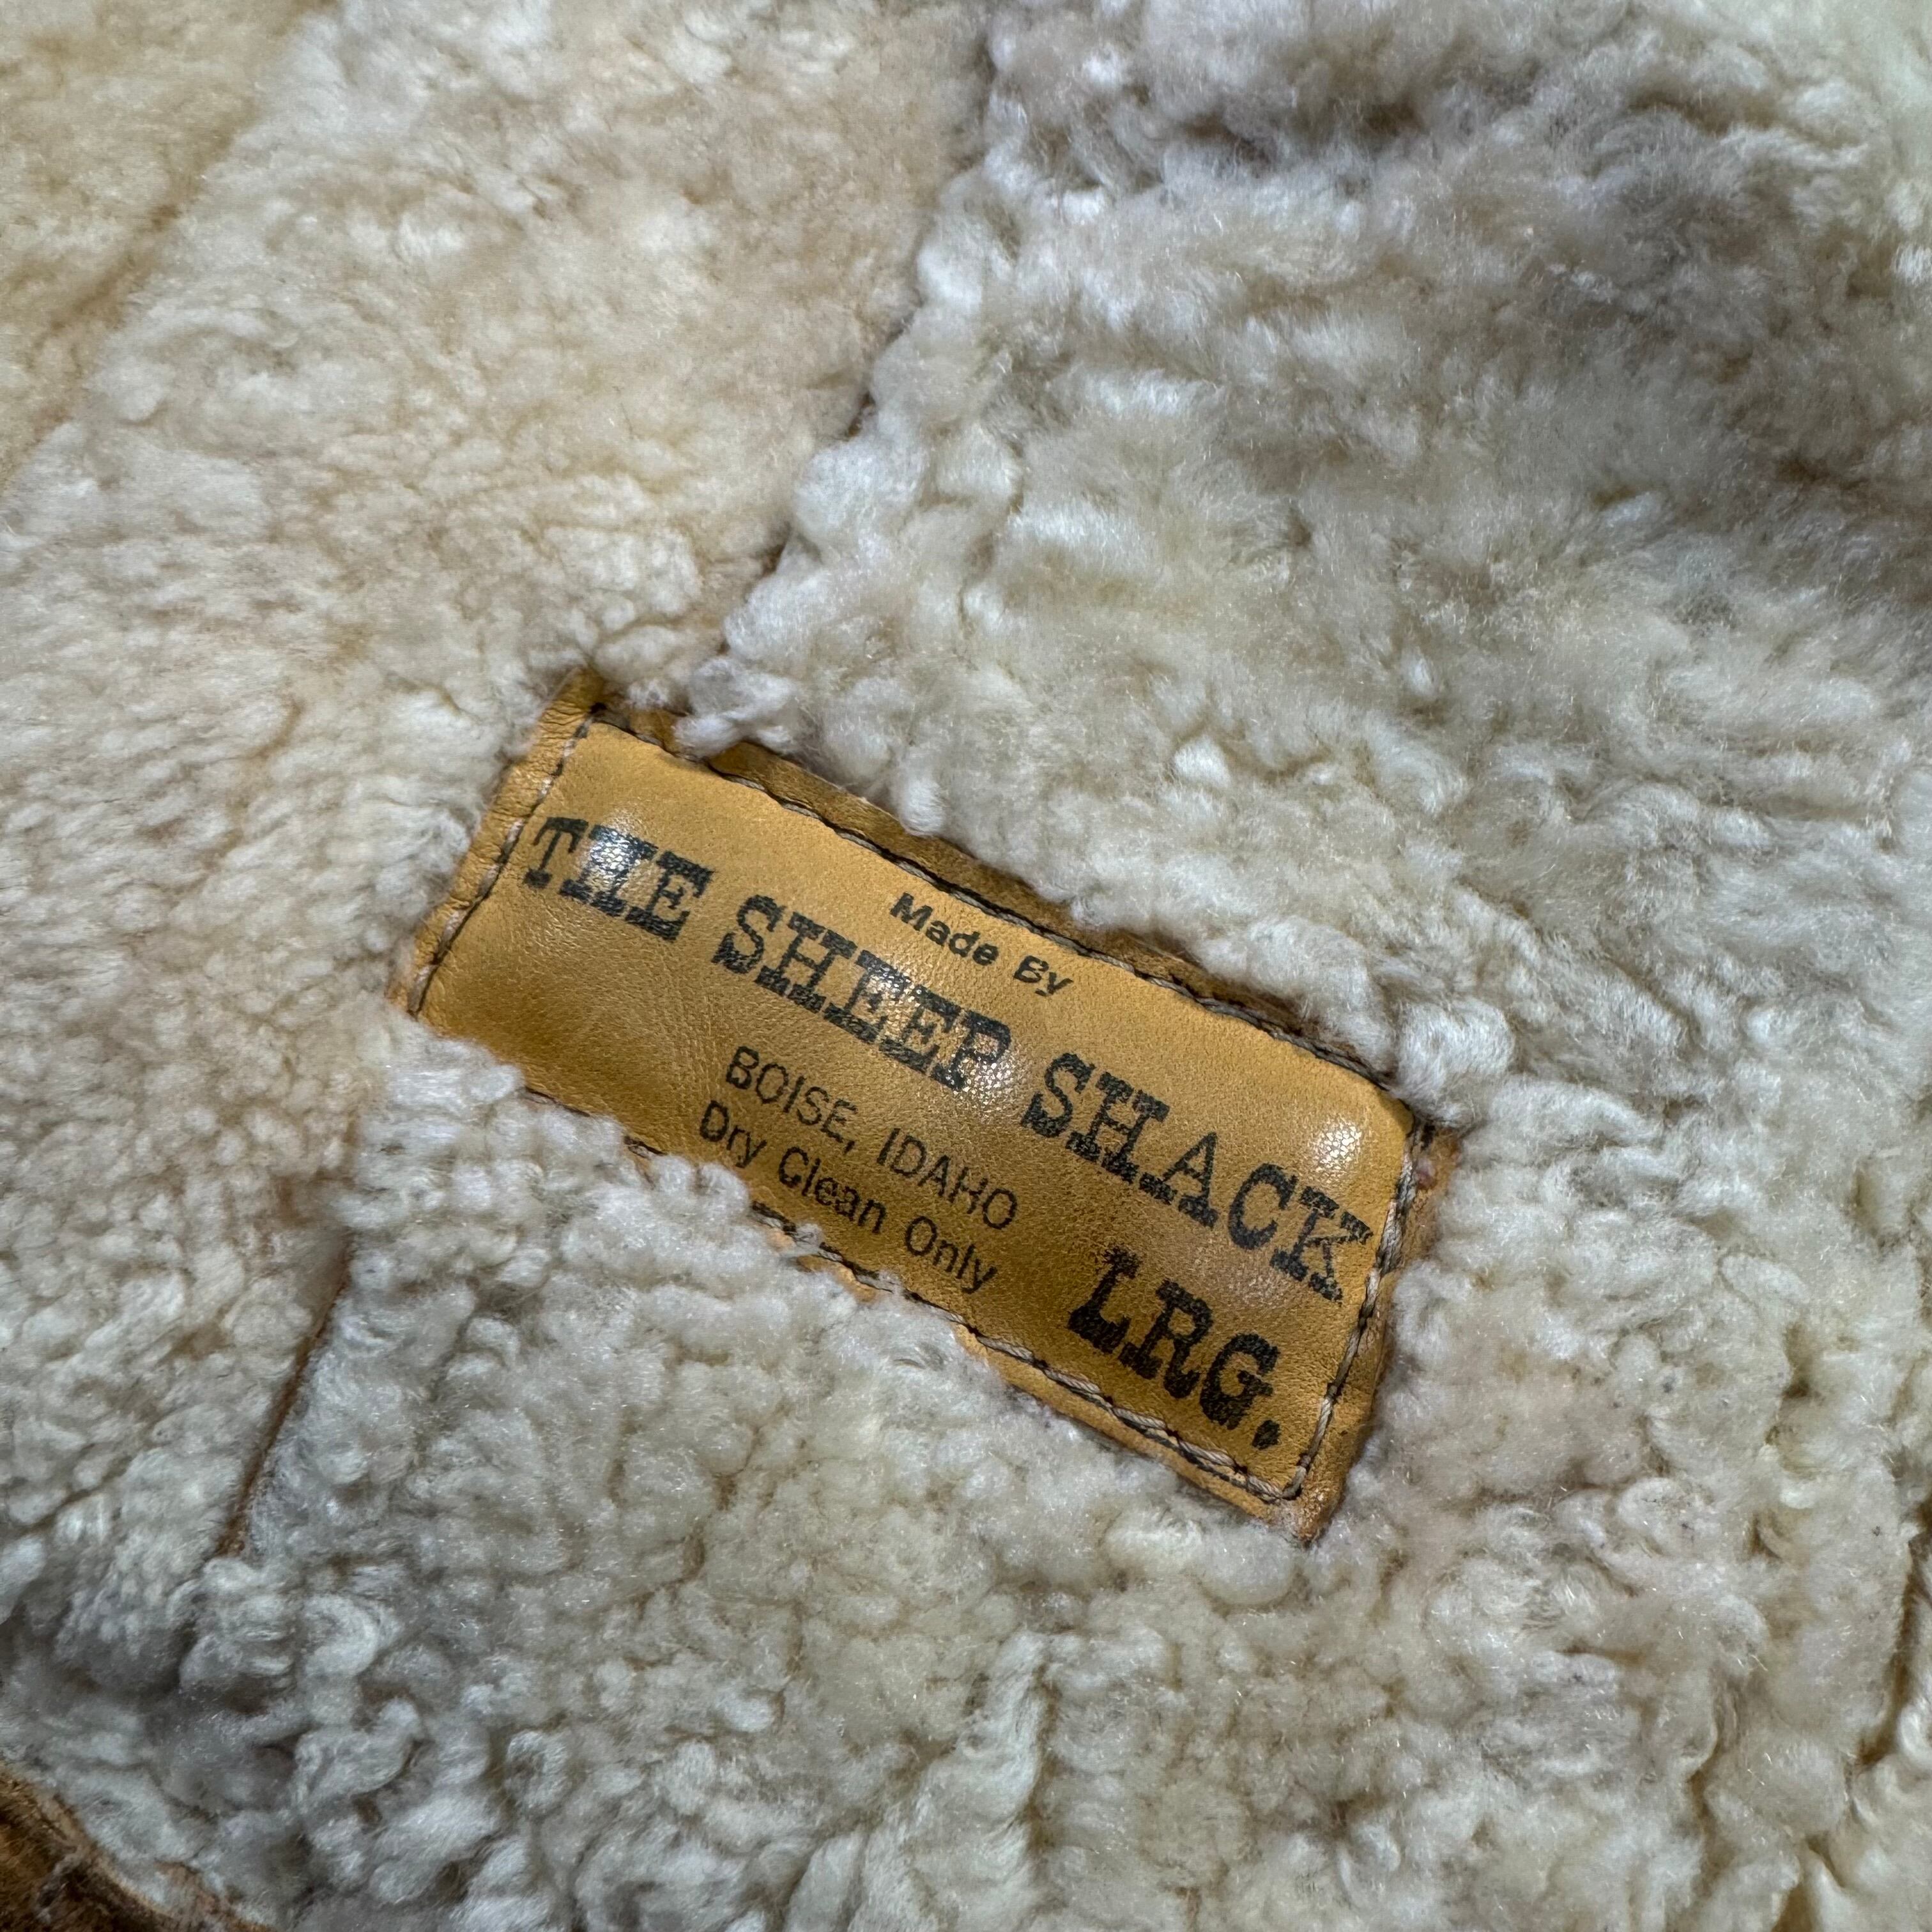 Made By
THE SHEEP SHACK
BOISE, IDAHO
Dry Clean Only
LRG.